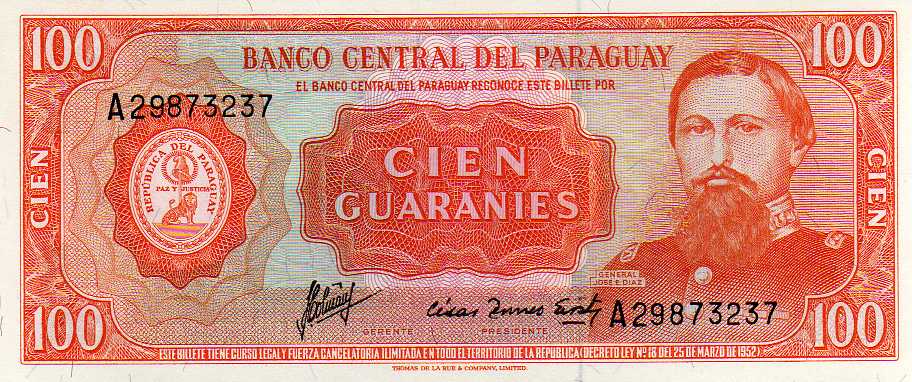 100
100
BANCO CENTRAL DEL PARAGUAY
EL BANCO CENTRAL DEL PARAGUAY RECONOCE ESTE BILLETE POR
A29873237
REPÚBLICA DEL PARAGUAY
PAZ Y JUSTICIA
CIEN
GUARANIES
CIEN
CIEN
GENERAL
JOSE E. DIAZ
A29873237
GERENTE
PRESIDENTE
100
100
ESTE BILLETE TIENE CURSO LEGAL Y FUERZA CANCELATORIA ILIMITADA EN TODO EL TERRITORIO DE LA REPUBLICA (DECRETO LEY Nº 18 DEL 25 DE MARZO DE 1952)
THOMAS DE LA RUE & COMPANY, LIMITED.